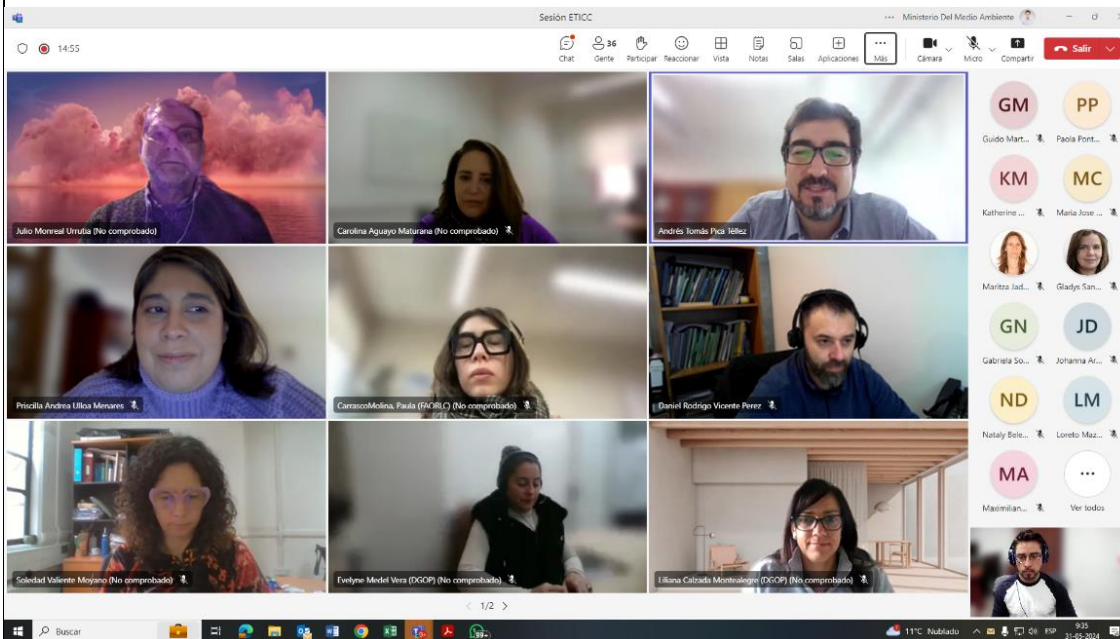 Sesión ETICC
Ministerio Del Medio Ambiente
14:55
36
Chat
Gente
Participar
Reaccionar
Vista
Notas
Salas
Aplicaciones
Más
Cámara
Micro
Compartir
Salir
Julio Monreal Urrutia (No comprobado)
Carolina Aguayo Maturana (No comprobado)
Andrés Tomás Pica Téllez
Priscilla Andrea Ulloa Menares
CarrascoMolina, Paula (FAORLC) (No comprobado)
Daniel Rodrigo Vicente Perez
Soledad Valiente Moyano (No comprobado)
Evelyne Medel Vera (DGOP) (No comprobado)
Liliana Calzada Montealegre (DGOP) (No comprobado)
GM
PP
Guido Mart...
Paola Pont...
KM
MC
Katherine ...
Maria Jose ...
Maritza Jad...
Gladys San...
GN
JD
Gabriela So...
Johanna Ar...
ND
LM
Nataly Bele...
Loreto Maz...
MA
...
Maximilian...
Ver todos
1/2
Buscar
99+
11°C Nublado
ESP
9:35
31-05-2024